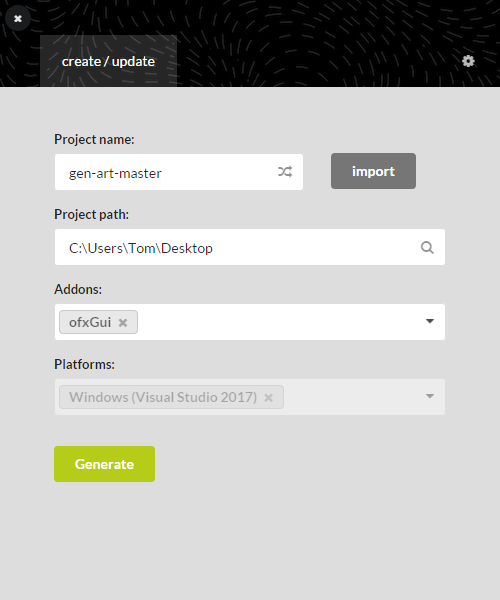 create / update
Project name:
gen-art-master
import
Project path:
C:\Users\Tom\Desktop
Addons:
ofxGui
Platforms:
Windows (Visual Studio 2017)
Generate